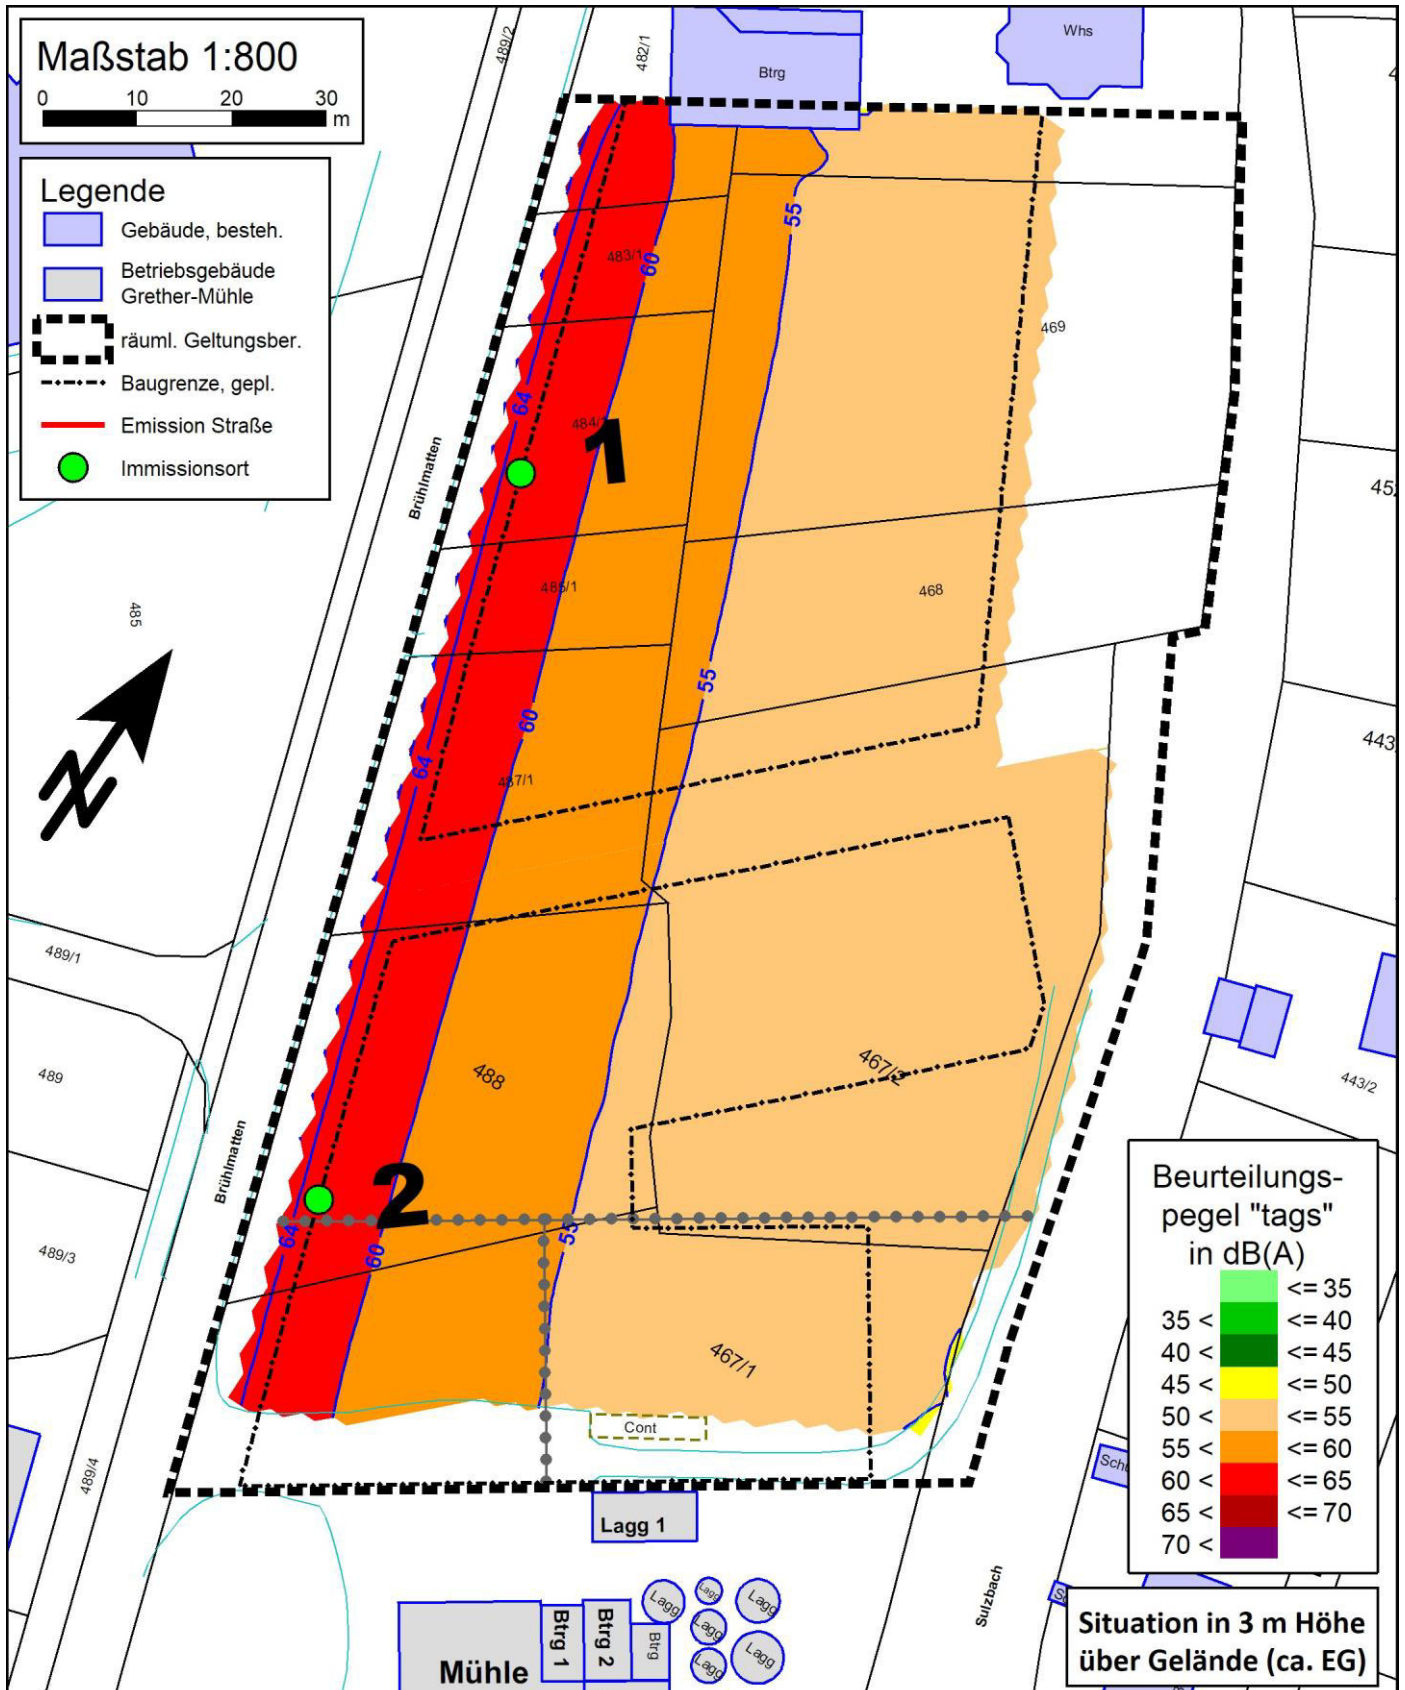 Maßstab 1:800
0 10 20 30
m
Legende
Gebäude, besteh.
Betriebsgebäude
Grether-Mühle
räuml. Geltungsber.
Baugrenze, gepl.
Emission Straße
Immissionsort
489/2
482/1
Btrg
Whs
483/1
60
55
469
64
484/1
1
Brühlmatten
485/1
468
485
55
60
64
487/1
443
489/1
489
488
467/2
443/2
Brühlmatten
2
64
60
55
489/3
467/1
Cont
489/4
Lagg 1
Sulzbach
Mühle
Btrg 1
Btrg 2
Btrg
Lagg
Lagg
Lagg
Lagg
Lagg
Lagg
Beurteilungs-
pegel "tags"
in dB(A)
<= 35
35 < <= 40
40 < <= 45
45 < <= 50
50 < <= 55
55 < <= 60
60 < <= 65
65 < <= 70
70 <
Situation in 3 m Höhe
über Gelände (ca. EG)